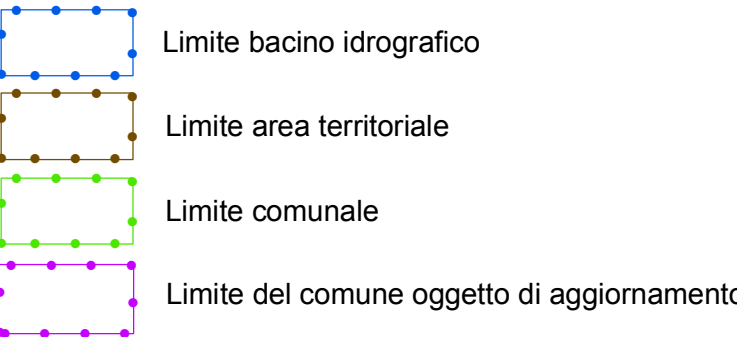 Limite bacino idrografico
Limite area territoriale
Limite comunale
Limite del comune oggetto di aggiornamento